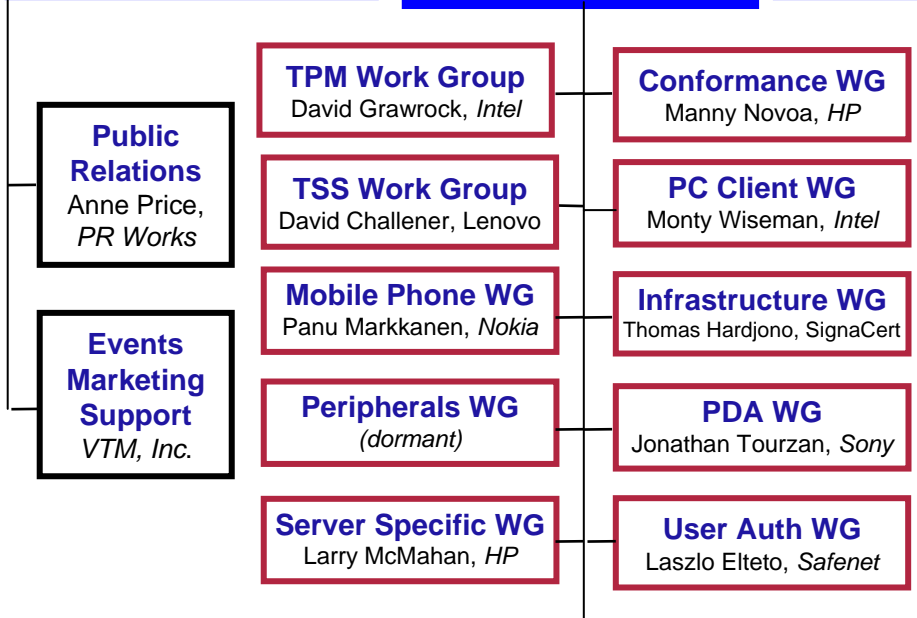 Public
Relations
Anne Price,
PR Works
Events
Marketing
Support
VTM, Inc.
TPM Work Group
David Grawrock, Intel
TSS Work Group
David Challener, Lenovo
Mobile Phone WG
Panu Markkanen, Nokia
Peripherals WG
(dormant)
Server Specific WG
Larry McMahan, HP
Conformance WG
Manny Novoa, HP
PC Client WG
Monty Wiseman, Intel
Infrastructure WG
Thomas Hardjono, SignaCert
PDA WG
Jonathan Tourzan, Sony
User Auth WG
Laszlo Elteto, Safenet